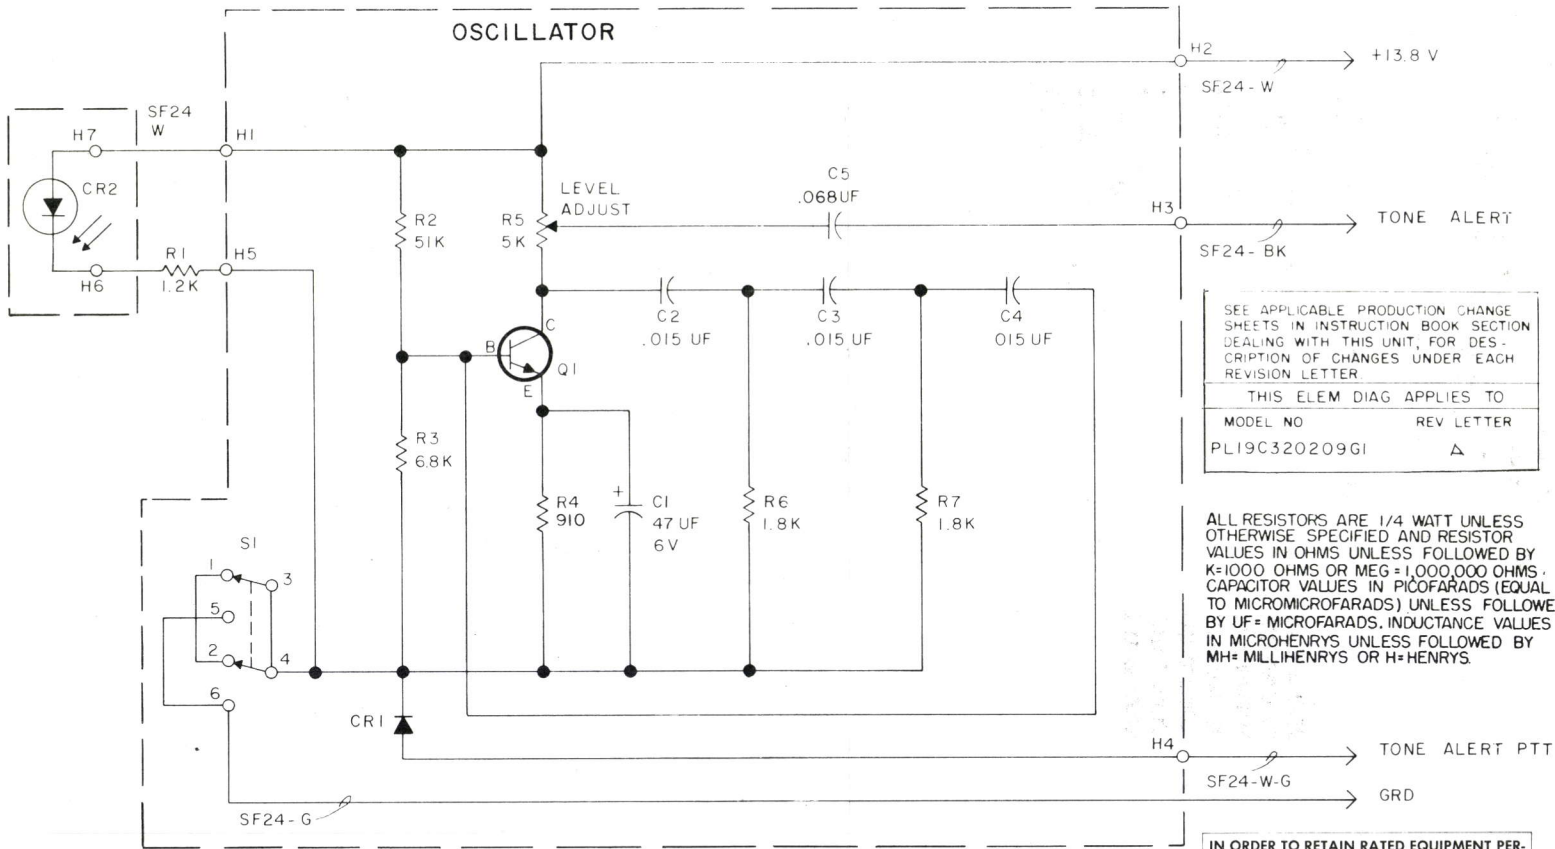 OSCILLATOR
H2
+13.8 V
SF24-W
SF24
W
H7
H1
CR2
LEVEL
ADJUST
C5
.068UF
H3
TONE ALERT
SF24-BK
R2
51K
R5
5K
R1
1.2K
H5
H6
C2
.015 UF
C3
.015 UF
C4
015 UF
B
C
E
Q1
SEE APPLICABLE PRODUCTION CHANGE
SHEETS IN INSTRUCTION BOOK SECTION
DEALING WITH THIS UNIT, FOR DES-
CRIPTION OF CHANGES UNDER EACH
REVISION LETTER.
THIS ELEM DIAG APPLIES TO
MODEL NO REV LETTER
PL19C320209G1
R3
6.8K
R4
910
+
C1
47 UF
6V
R6
1.8K
R7
1.8K
ALL RESISTORS ARE 1/4 WATT UNLESS
OTHERWISE SPECIFIED AND RESISTOR
VALUES IN OHMS UNLESS FOLLOWED BY
K=1000 OHMS OR MEG = 1,000,000 OHMS.
CAPACITOR VALUES IN PICOFARADS (EQUAL
TO MICROMICROFARADS) UNLESS FOLLOWE
BY UF= MICROFARADS. INDUCTANCE VALUES
IN MICROHENRYS UNLESS FOLLOWED BY
MH= MILLIHENRYS OR H=HENRYS.
S1
1
3
5
2
4
6
CR1
H4
TONE ALERT PTT
SF24-W-G
GRD
SF24-G
IN ORDER TO RETAIN RATED EQUIPMENT PER-